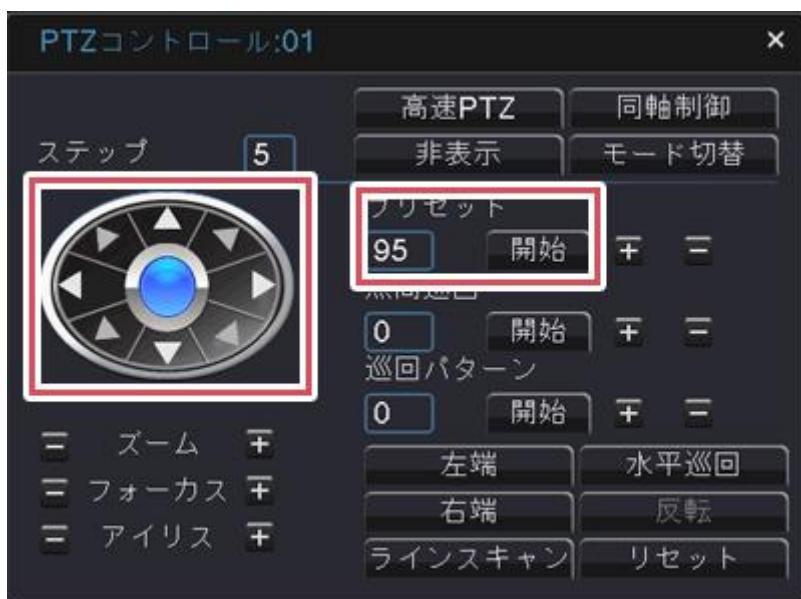 PTZコントロール:01 ×
高速PTZ 同軸制御
ステップ 5 非表示 モード切替
プリセット
95 開始 + −
0 開始 + −
巡回パターン
0 開始 + −
− ズーム +
− フォーカス +
− アイリス +
左端 水平巡回
右端 反転
ラインスキャン リセット